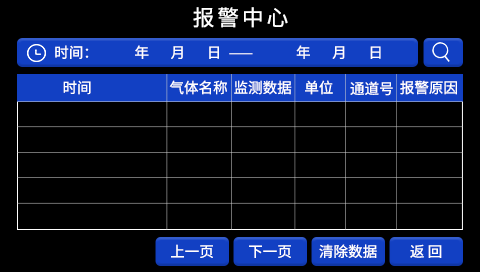 报警中心
时间： 年 月 日 —— 年 月 日
时间 气体名称 监测数据 单位 通道号 报警原因
上一页 下一页 清除数据 返 回